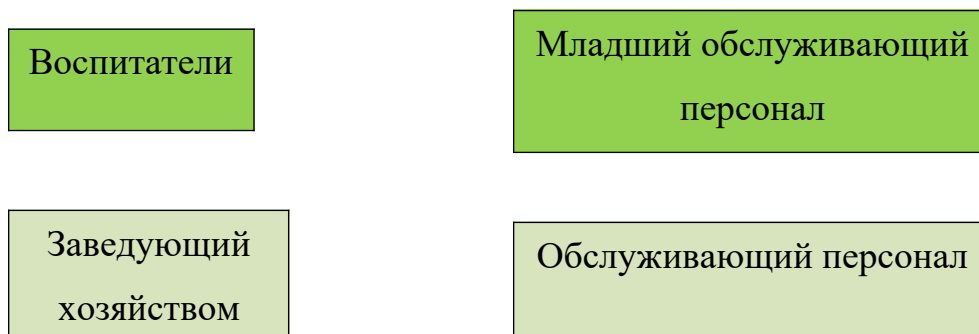 Воспитатели
Младший обслуживающий
персонал
Заведующий
хозяйством
Обслуживающий персонал